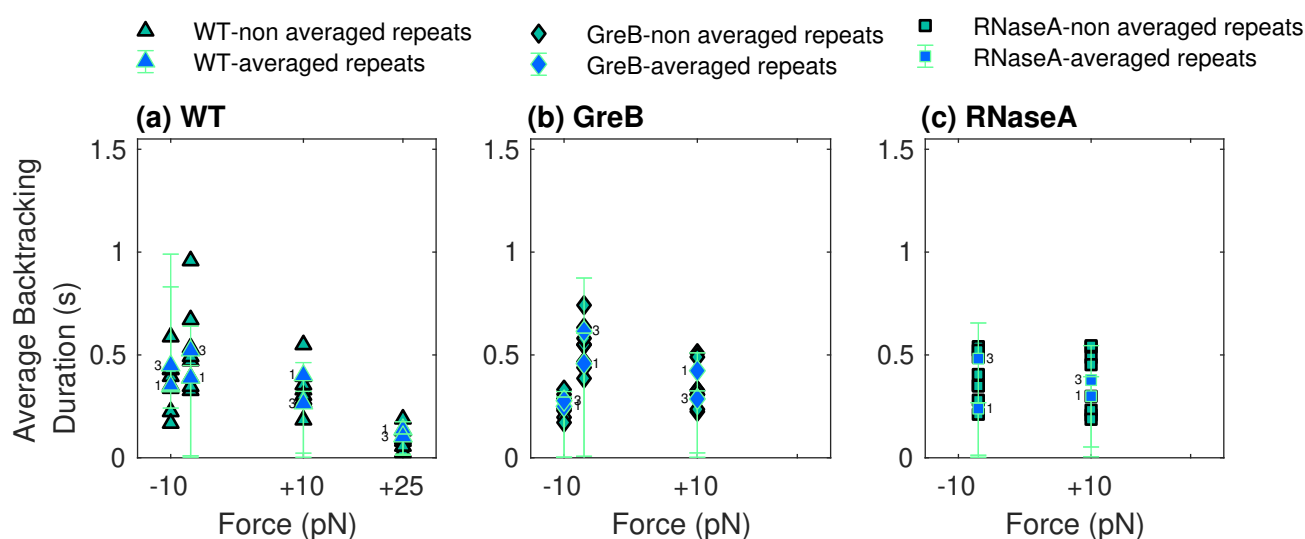 WT-non averaged repeats
WT-averaged repeats
GreB-non averaged repeats
GreB-averaged repeats
RNaseA-non averaged repeats
RNaseA-averaged repeats
Average Backtracking
Duration (s)
(a) WT
1.5
1
0.5
0
3
1
3
1
1
3
1
3
-10
+10
+25
Force (pN)
(b) GreB
1.5
1
0.5
0
3
1
3
1
1
3
-10
+10
Force (pN)
(c) RNaseA
1.5
1
0.5
0
3
1
3
1
-10
+10
Force (pN)